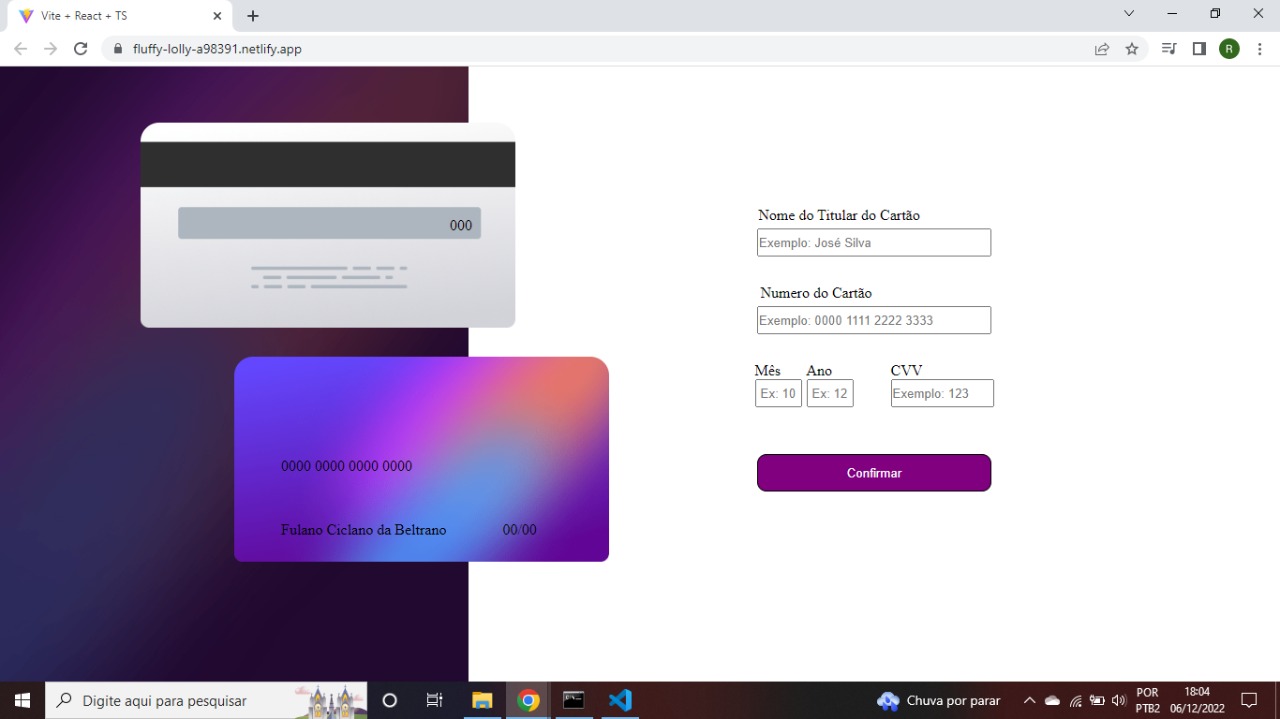 Vite + React + TS
fluffy-lolly-a98391.netlify.app
R
000
0000 0000 0000 0000
Fulano Ciclano da Beltrano 00/00
Nome do Titular do Cartão
Exemplo: José Silva
Numero do Cartão
Exemplo: 0000 1111 2222 3333
Mês Ano CVV
Ex: 10 Ex: 12 Exemplo: 123
Confirmar
Digite aqui para pesquisar
Chuva por parar
POR
PTB2
18:04
06/12/2022